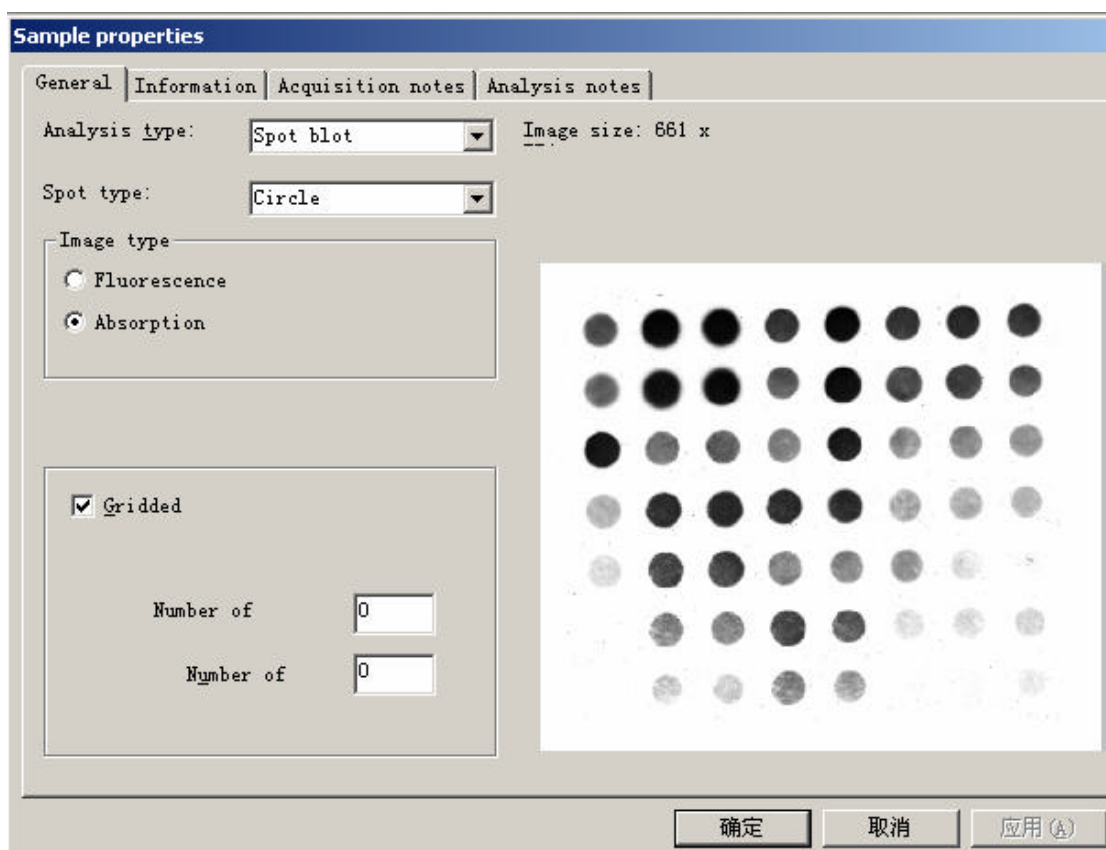 Sample properties
General Information Acquisition notes Analysis notes
Analysis type: Spot blot Image size: 661 x
Spot type: Circle
Image type
Fluorescence
Absorption
Gridded
Number of 0
Number of 0
确定 取消 应用(A)